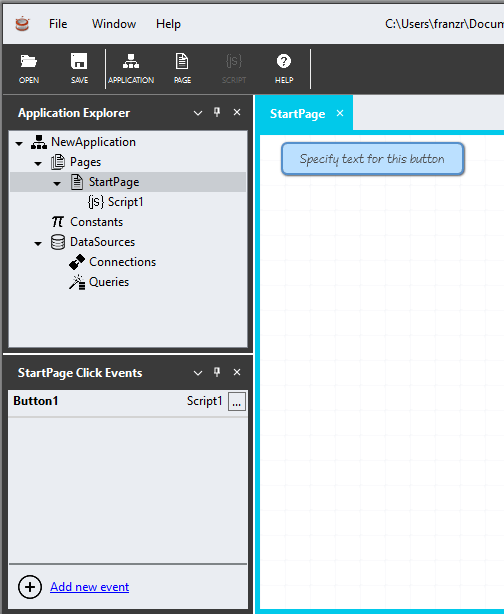 File Window Help C:\Users\franzr\Docum
OPEN SAVE APPLICATION PAGE SCRIPT HELP
Application Explorer
NewApplication
Pages
StartPage
{js} Script1
π Constants
DataSources
Connections
Queries
StartPage Click Events
Button1 Script1 ...
Add new event
StartPage
Specify text for this button